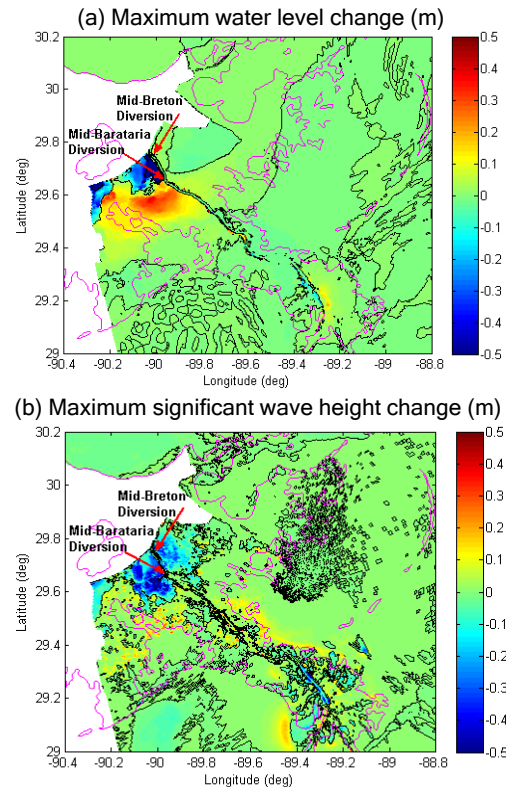 (a) Maximum water level change (m)
30.2
30
29.8
29.6
29.4
29.2
29
Latitude (deg)
Mid-Breton
Diversion
Mid-Barataria
Diversion
-90.4 -90.2 -90 -89.8 -89.6 -89.4 -89.2 -89 -88.8
Longitude (deg)
0.5
0.4
0.3
0.2
0.1
0
-0.1
-0.2
-0.3
-0.4
-0.5
(b) Maximum significant wave height change (m)
30.2
30
29.8
29.6
29.4
29.2
29
Latitude (deg)
Mid-Breton
Diversion
Mid-Barataria
Diversion
-90.4 -90.2 -90 -89.8 -89.6 -89.4 -89.2 -89 -88.8
Longitude (deg)
0.5
0.4
0.3
0.2
0.1
0
-0.1
-0.2
-0.3
-0.4
-0.5